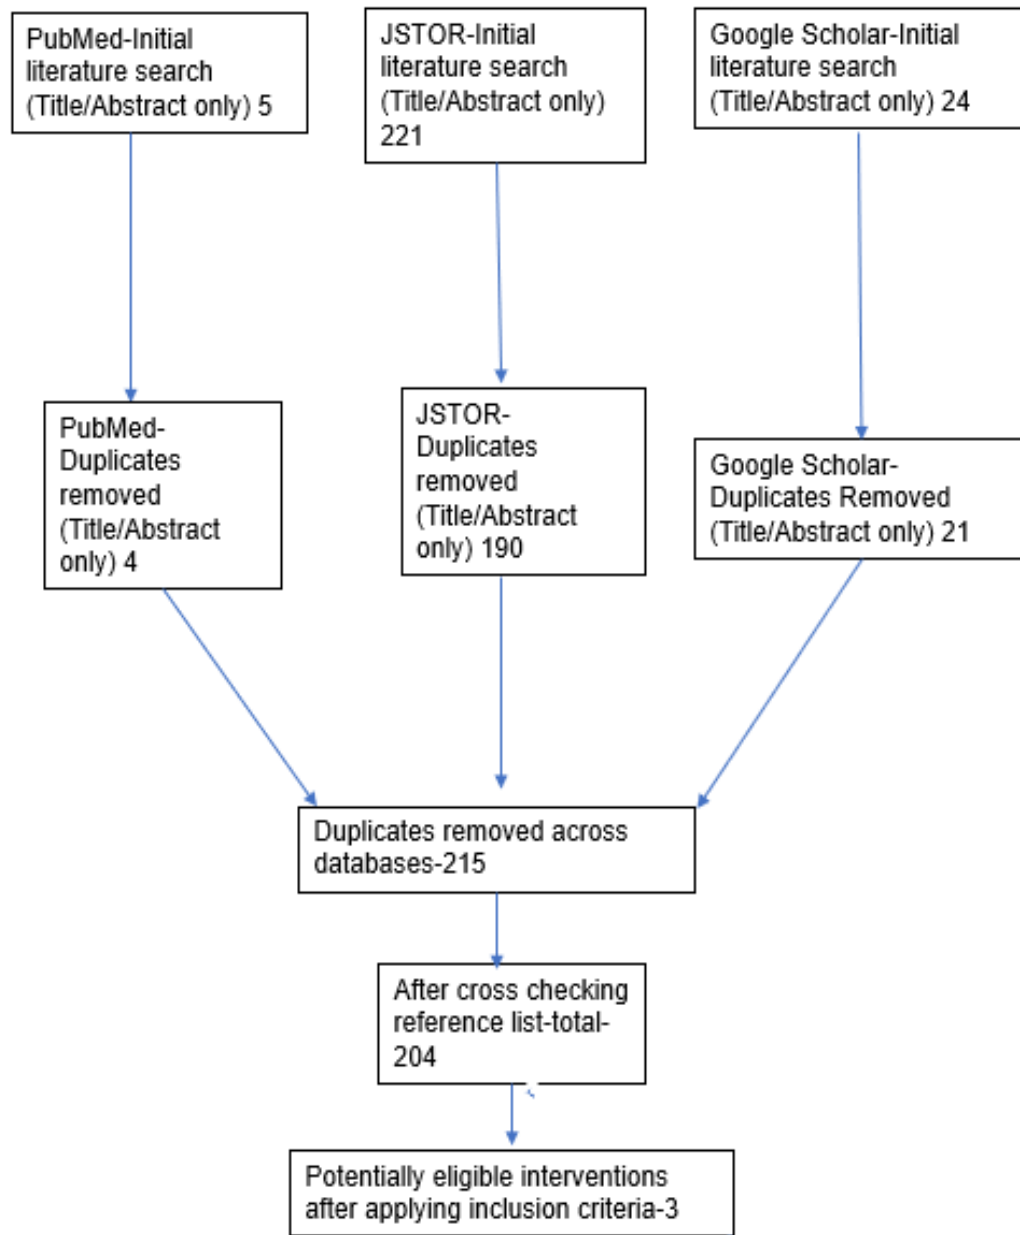 PubMed-Initial
literature search
(Title/Abstract only) 5
JSTOR-Initial
literature search
(Title/Abstract only)
221
Google Scholar-Initial
literature search
(Title/Abstract only) 24
PubMed-
Duplicates
removed
(Title/Abstract
only) 4
JSTOR-
Duplicates
removed
(Title/Abstract
only) 190
Google Scholar-
Duplicates Removed
(Title/Abstract only) 21
Duplicates removed across
databases-215
After cross checking
reference list-total-
204
Potentially eligible interventions
after applying inclusion criteria-3